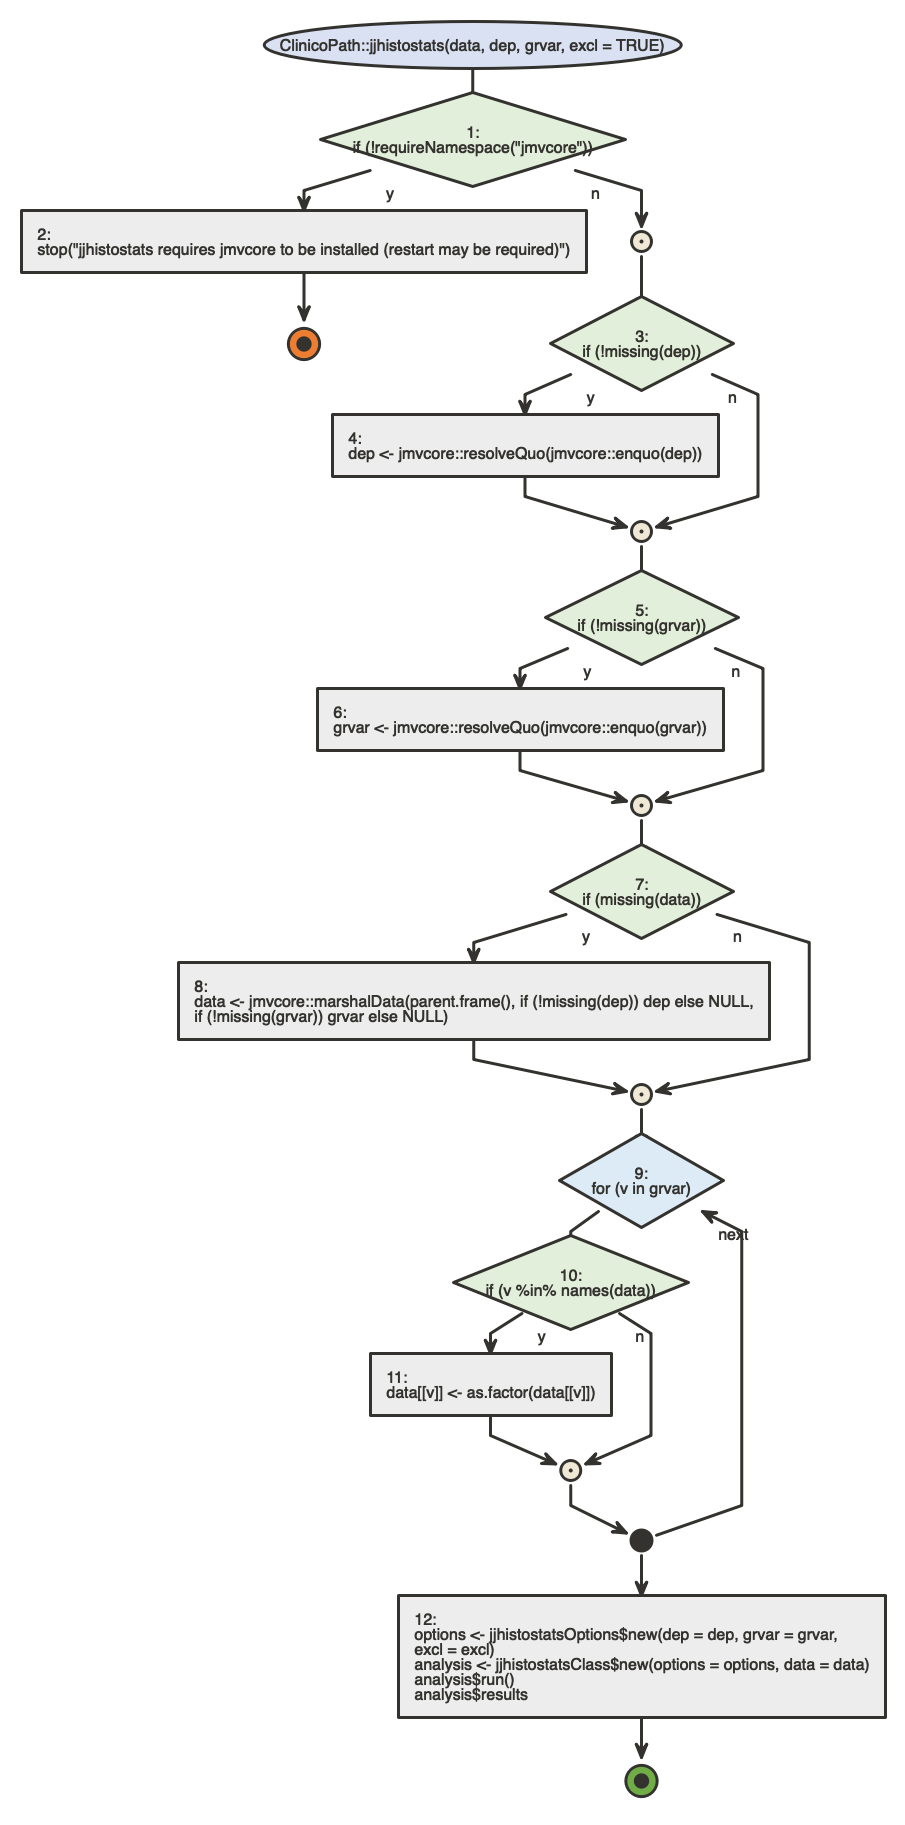 ClinicoPath::jjhistostats(data, dep, grvar, excl = TRUE)
1:
if (!requireNamespace("jmvcore"))
y
n
2:
stop("jjhistostats requires jmvcore to be installed (restart may be required)")
3:
if (!missing(dep))
y
n
4:
dep <- jmvcore::resolveQuo(jmvcore::enquo(dep))
5:
if (!missing(grvar))
y
n
6:
grvar <- jmvcore::resolveQuo(jmvcore::enquo(grvar))
7:
if (missing(data))
y
n
8:
data <- jmvcore::marshalData(parent.frame(), if (!missing(dep)) dep else NULL,
if (!missing(grvar)) grvar else NULL)
9:
for (v in grvar)
next
10:
if (v %in% names(data))
y
n
11:
data[[v]] <- as.factor(data[[v]])
12:
options <- jjhistostatsOptions$new(dep = dep, grvar = grvar,
excl = excl)
analysis <- jjhistostatsClass$new(options = options, data = data)
analysis$run()
analysis$results